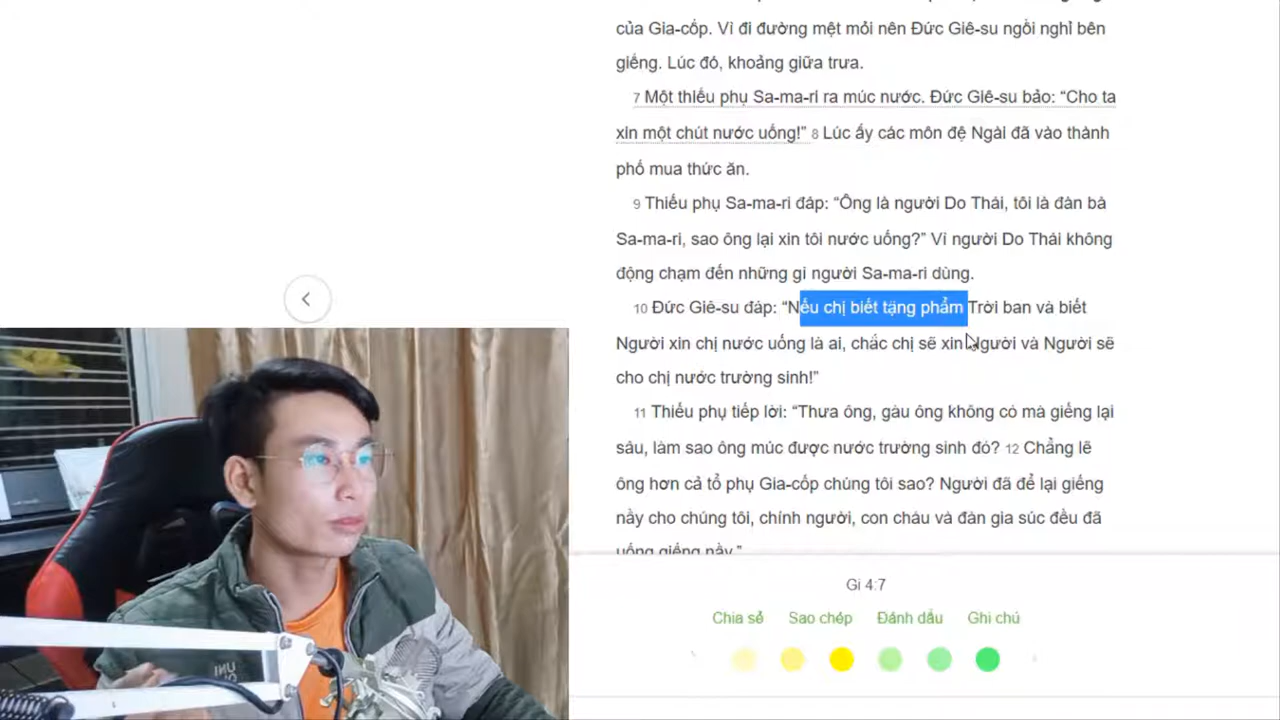 của Gia-cốp. Vì đi đường mệt mỏi nên Đức Giê-su ngồi nghỉ bên
giếng. Lúc đó, khoảng giữa trưa.
7 Một thiếu phụ Sa-ma-ri ra múc nước. Đức Giê-su bảo: “Cho ta
xin một chút nước uống!” 8 Lúc ấy các môn đệ Ngài đã vào thành
phố mua thức ăn.
9 Thiếu phụ Sa-ma-ri đáp: “Ông là người Do Thái, tôi là đàn bà
Sa-ma-ri, sao ông lại xin tôi nước uống?” Vì người Do Thái không
động chạm đến những gì người Sa-ma-ri dùng.
10 Đức Giê-su đáp: “Nếu chị biết tặng phẩm Trời ban và biết
Người xin chị nước uống là ai, chắc chị sẽ xin Người và Người sẽ
cho chị nước trường sinh!”
11 Thiếu phụ tiếp lời: “Thưa ông, gàu ông không có mà giếng lại
sâu, làm sao ông múc được nước trường sinh đó? 12 Chẳng lẽ
ông hơn cả tổ phụ Gia-cốp chúng tôi sao? Người đã để lại giếng
nầy cho chúng tôi, chính người, con cháu và đàn gia súc đều đã
uống giếng nầy.”
Gi 4:7
Chia sẻ Sao chép Đánh dấu Ghi chú